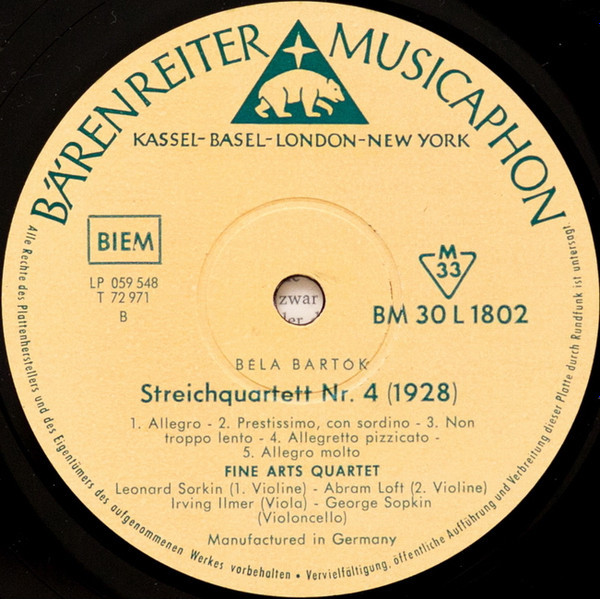 BÄRENREITER MUSICAPHON
KASSEL-BASEL-LONDON-NEW YORK
BIEM
LP 059 548
T 72 971
B
M
33
BM 30 L 1802
zwar
BÉLA BARTÓK
Streichquartett Nr. 4 (1928)
1. Allegro - 2. Prestissimo, con sordino - 3. Non
troppo lento - 4. Allegretto pizzicato -
5. Allegro molto
FINE ARTS QUARTET
Leonard Sorkin (1. Violine) - Abram Loft (2. Violine)
Irving Ilmer (Viola) - George Sopkin
(Violoncello)
Manufactured in Germany
Alle Rechte des Plattenherstellers und des Eigentümers des aufgenommenen Werkes vorbehalten • Vervielfältigung, öffentliche Aufführung und Verbreitung dieser Platte durch Rundfunk ist untersagt.